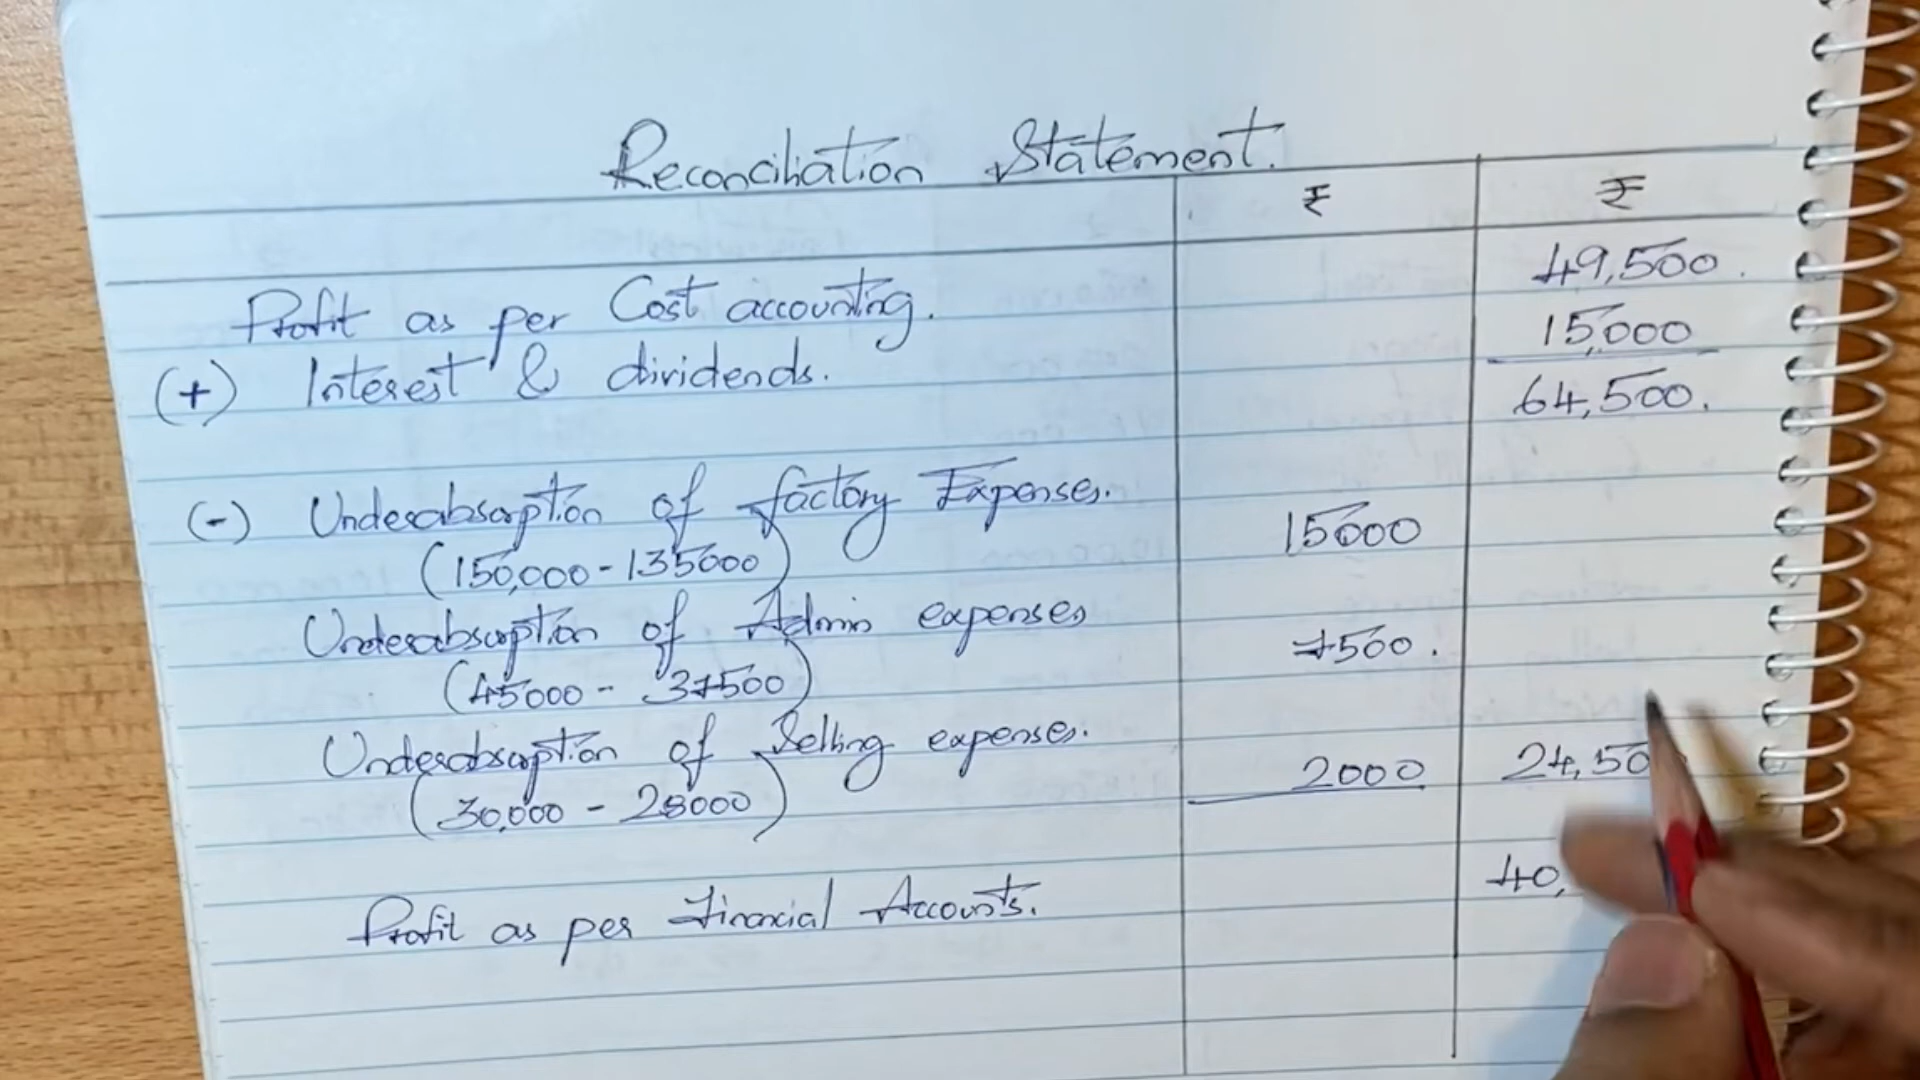 Reconciliation Statement.
₹ ₹
Profit as per Cost accounting. 49,500.
(+) Interest & dividends. 15,000
64,500.
(-) Underabsorption of factory Expenses. 15000
(150,000 - 135000)
Underabsorption of Admin expenses 7500.
(45000 - 37500)
Underabsorption of Selling expenses. 2000 24,50
(30,000 - 28000)
Profit as per Financial Accounts. 40,